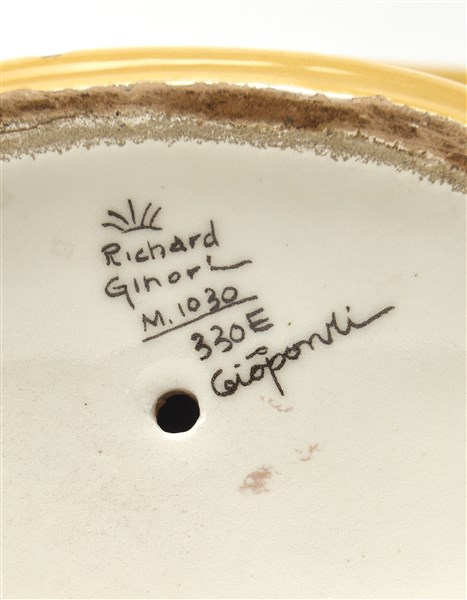 Richard
Ginori
M.1030
330E
Gioponti